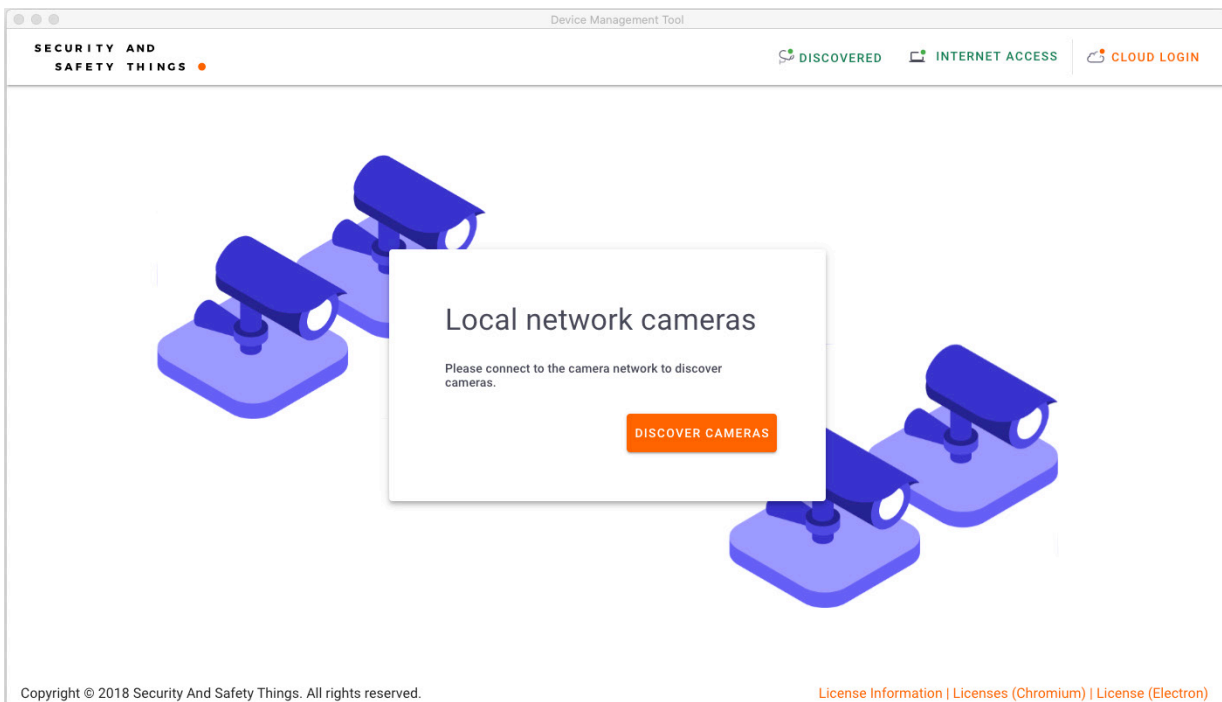 Device Management Tool
SECURITY AND
SAFETY THINGS
DISCOVERED
INTERNET ACCESS
CLOUD LOGIN
Local network cameras
Please connect to the camera network to discover
cameras.
DISCOVER CAMERAS
Copyright © 2018 Security And Safety Things. All rights reserved.
License Information | Licenses (Chromium) | License (Electron)